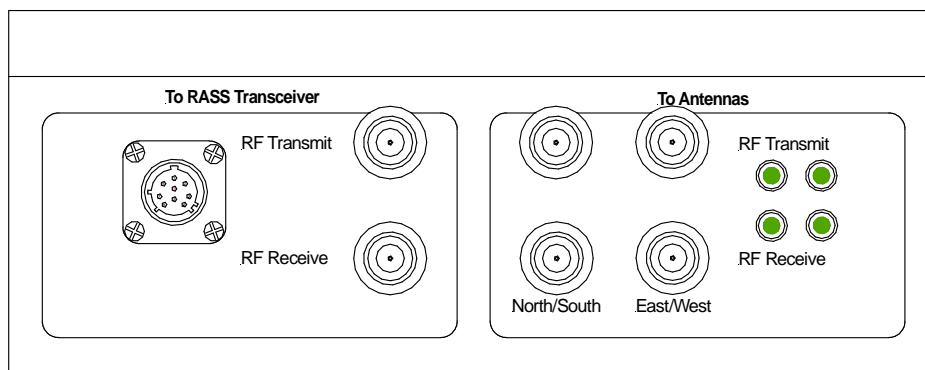 To RASS Transceiver
To Antennas
RF Transmit
RF Transmit
RF Receive
RF Receive
North/South
East/West